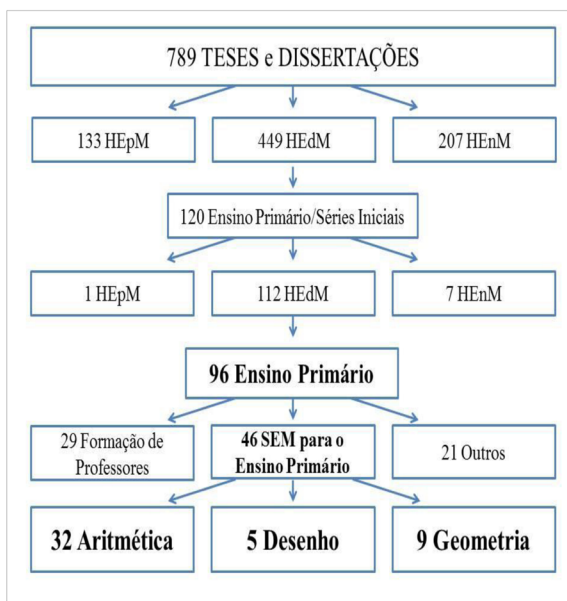 789 TESES e DISSERTAÇÕES
133 HEpM
449 HEdM
207 HEnM
120 Ensino Primário/Séries Iniciais
1 HEpM
112 HEdM
7 HEnM
96 Ensino Primário
29 Formação de
Professores
46 SEM para o
Ensino Primário
21 Outros
32 Aritmética
5 Desenho
9 Geometria